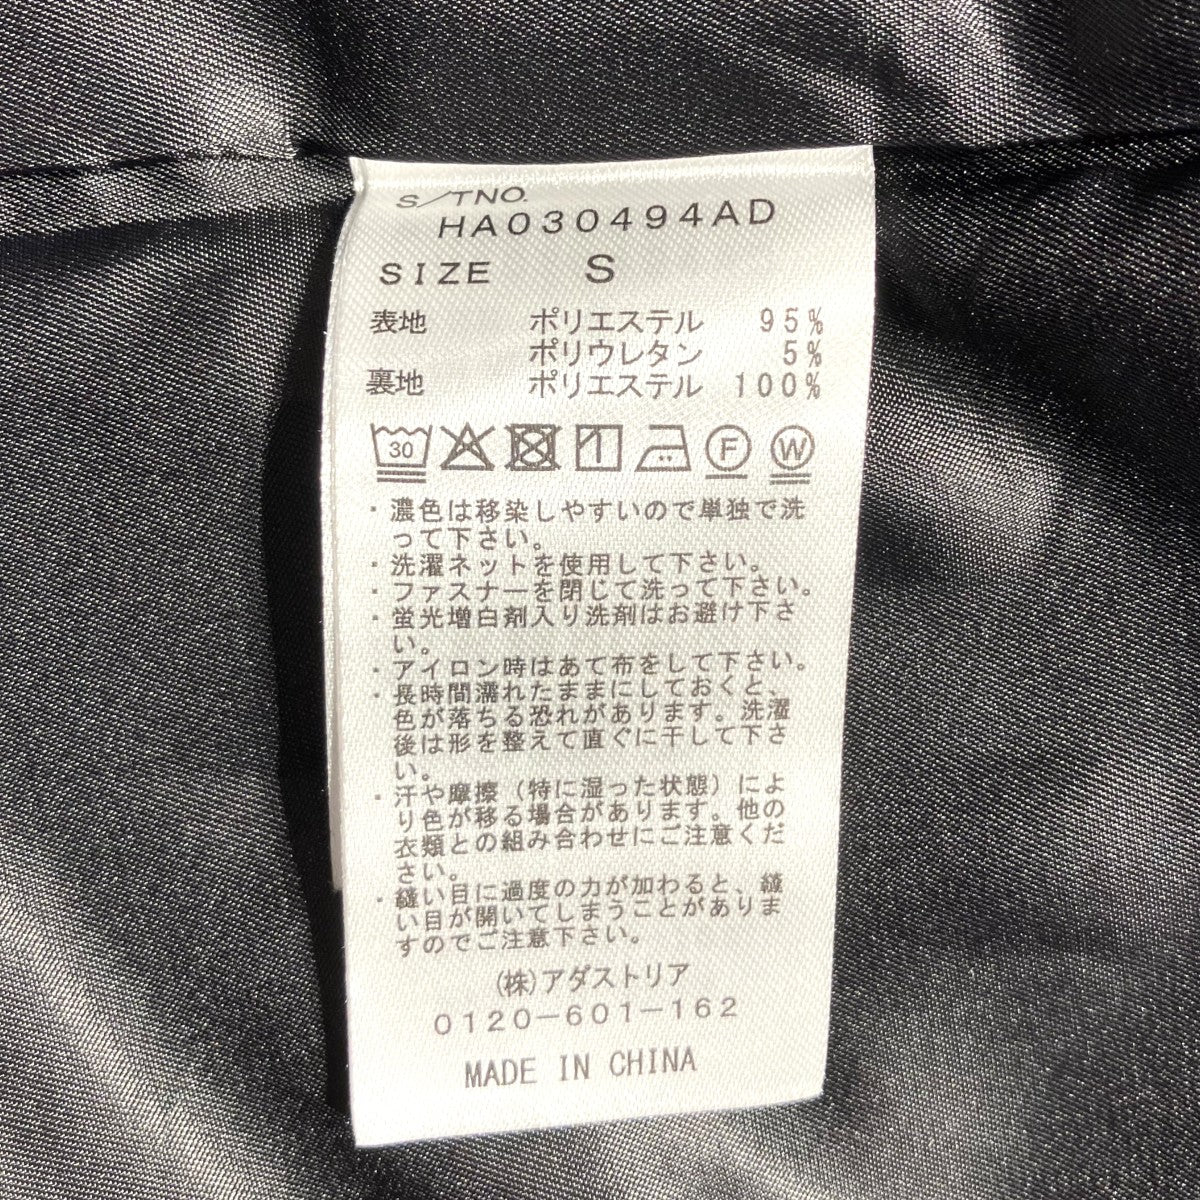 S/TNO.
HA030494AD
SIZE S
表地 ポリエステル 95%
ポリウレタン 5%
裏地 ポリエステル 100%
30 F W
・濃色は移染しやすいので単独で洗
って下さい。
・洗濯ネットを使用して下さい。
・ファスナーを閉じて洗って下さい。
・蛍光増白剤入り洗剤はお避け下さ
い。
・アイロン時はあて布をして下さい。
・長時間濡れたままにしておくと、
色が落ちる恐れがあります。洗濯
後は形を整えて直ぐに干して下さ
い。
・汗や摩擦（特に湿った状態）によ
り色が移る場合があります。他の
衣類との組み合わせにご注意くだ
さい。
・縫い目に過度の力が加わると、縫
い目が開いてしまうことがありま
すのでご注意下さい。
(株)アダストリア
0120-601-162
MADE IN CHINA